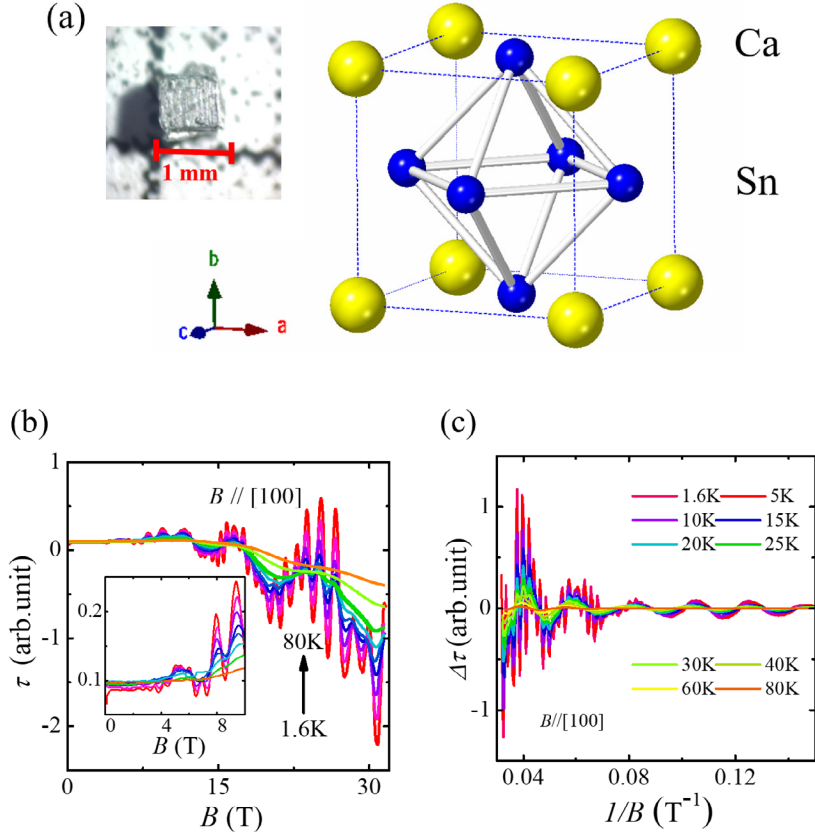 (a)
Ca
1 mm
Sn
b
c
a
(b)
B // [100]
1
0
-1
-2
τ (arb.unit)
0
15
30
B (T)
80K
1.6K
0.2
0.1
0
4
8
B (T)
(c)
1.6K
5K
10K
15K
20K
25K
30K
40K
60K
80K
B//[100]
1
0
-1
Δτ (arb.unit)
0.04
0.08
0.12
1/B (T⁻¹)